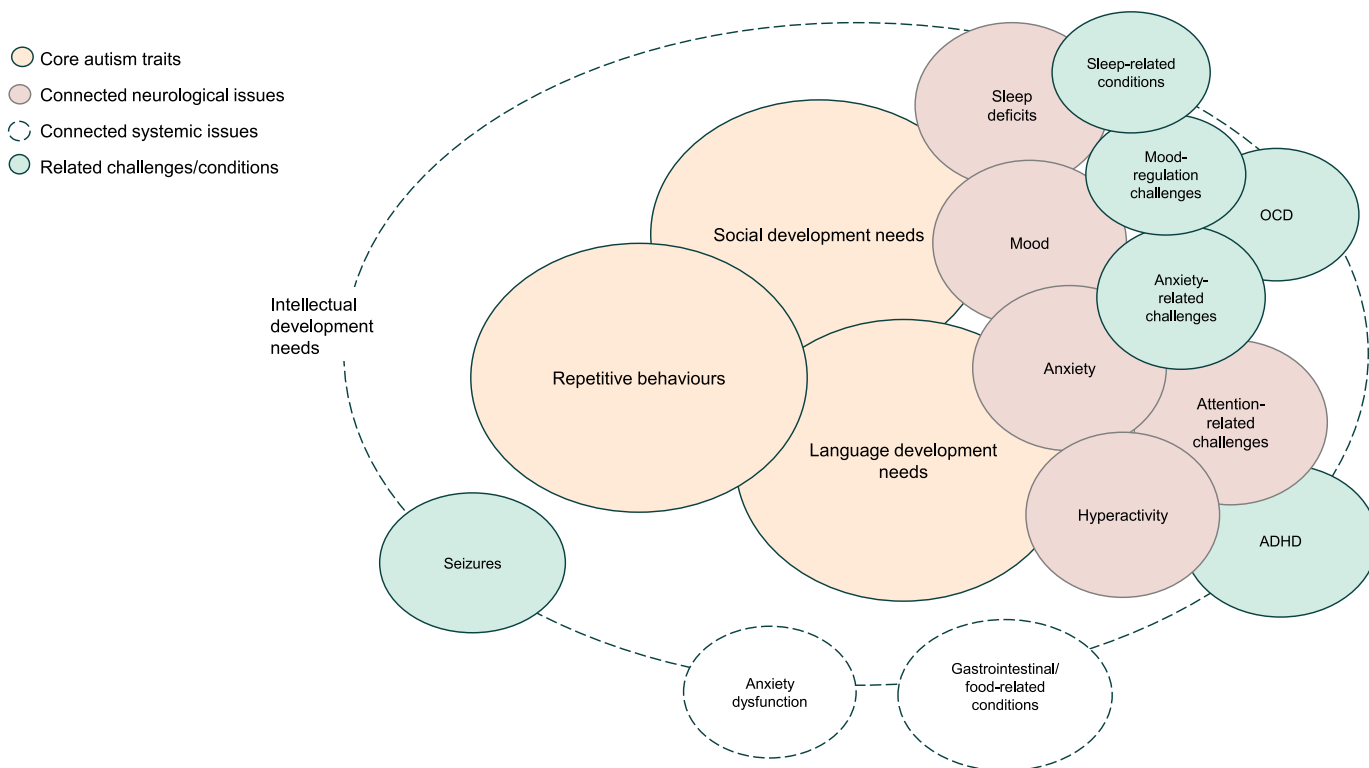 Core autism traits
Connected neurological issues
Connected systemic issues
Related challenges/conditions
Sleep
deficits
Sleep-related
conditions
Mood-
regulation
challenges
OCD
Social development needs
Mood
Anxiety-
related
challenges
Intellectual
development
needs
Repetitive behaviours
Anxiety
Attention-
related
challenges
Language development
needs
Hyperactivity
ADHD
Seizures
Anxiety
dysfunction
Gastrointestinal/
food-related
conditions